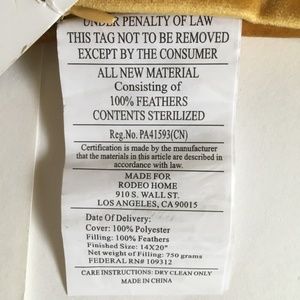 UNDER PENALTY OF LAW
THIS TAG NOT TO BE REMOVED
EXCEPT BY THE CONSUMER
ALL NEW MATERIAL
Consisting of
100% FEATHERS
CONTENTS STERILIZED
Reg.No. PA41593(CN)
Certification is made by the manufacturer
that the materials in this article are described in
accordance with law.
MADE FOR
RODEO HOME
910 S. WALL ST.
LOS ANGELES, CA 90015
Date Of Delivery:
Cover: 100% Polyester
Filling: 100% Feathers
Finished Size: 14X20"
Net weight of Filling: 750 grams
FEDERAL RN# 109312
CARE INSTRUCTIONS: DRY CLEAN ONLY
MADE IN CHINA